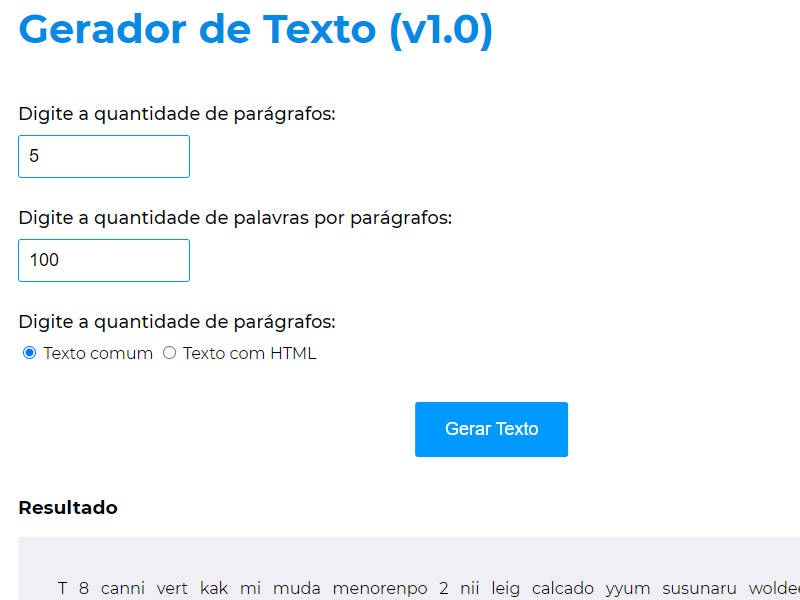 Gerador de Texto (v1.0)
Digite a quantidade de parágrafos:
5
Digite a quantidade de palavras por parágrafos:
100
Digite a quantidade de parágrafos:
Texto comum Texto com HTML
Gerar Texto
Resultado
T 8 canni vert kak mi muda menorenpo 2 nii leig calcado yyum susunaru